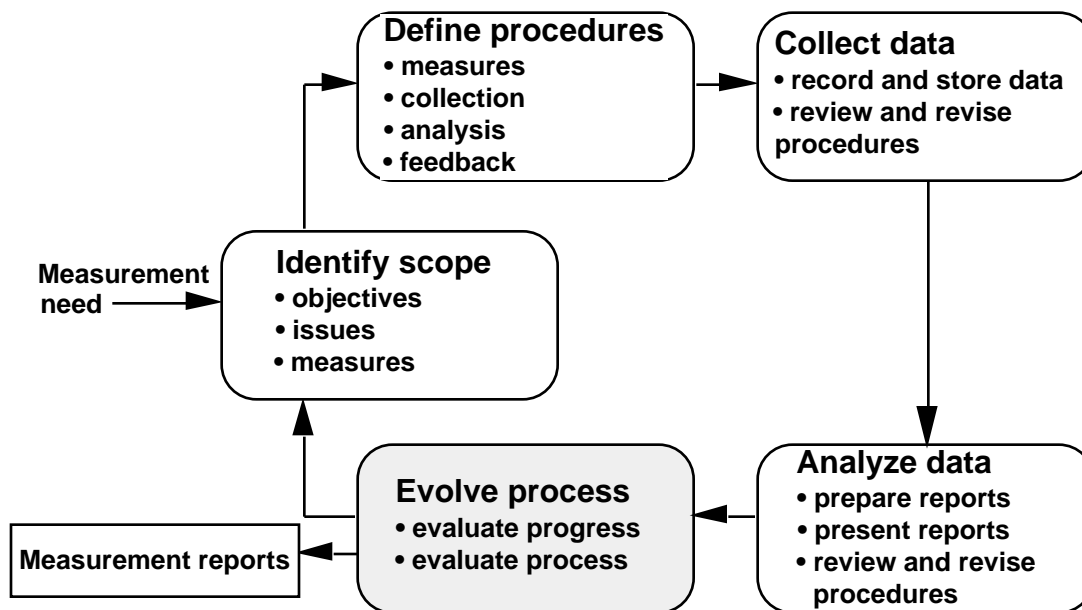 Define procedures
• measures
• collection
• analysis
• feedback
Collect data
• record and store data
• review and revise
procedures
Measurement
need
Identify scope
• objectives
• issues
• measures
Evolve process
• evaluate progress
• evaluate process
Analyze data
• prepare reports
• present reports
• review and revise
procedures
Measurement reports